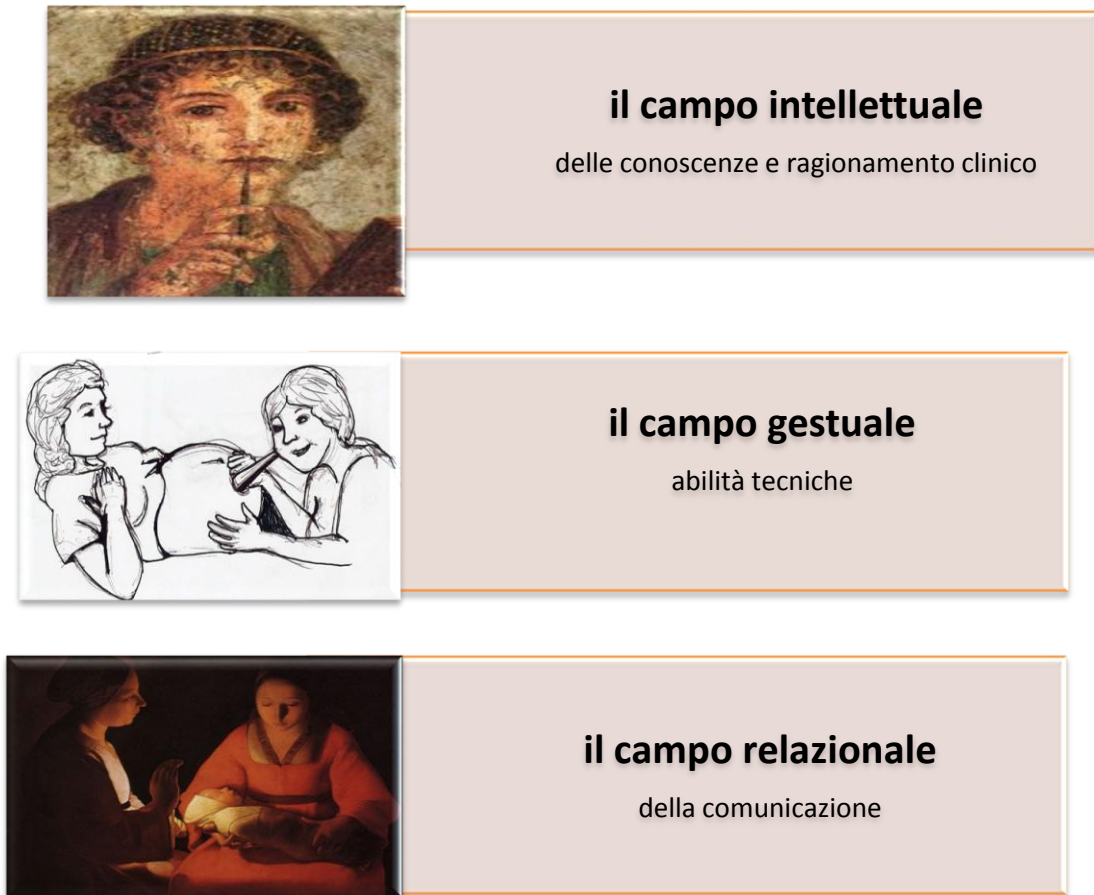 il campo intellettuale
delle conoscenze e ragionamento clinico
il campo gestuale
abilità tecniche
il campo relazionale
della comunicazione